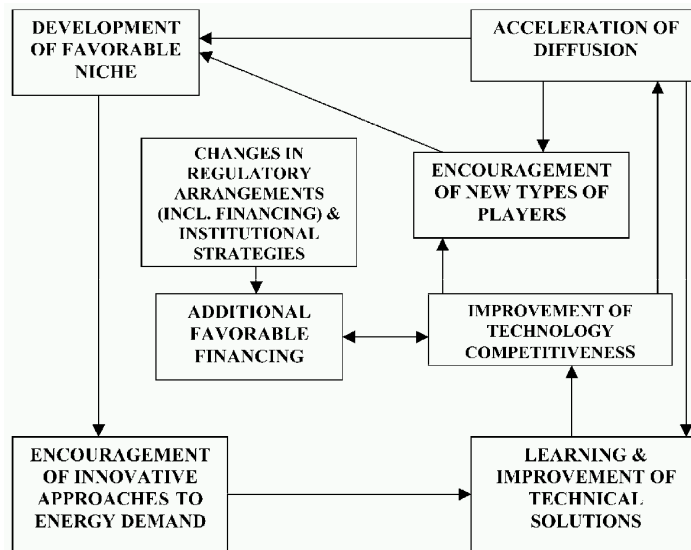 DEVELOPMENT
OF FAVORABLE
NICHE
ACCELERATION OF
DIFFUSION
CHANGES IN
REGULATORY
ARRANGEMENTS
(INCL. FINANCING) &
INSTITUTIONAL
STRATEGIES
ENCOURAGEMENT
OF NEW TYPES OF
PLAYERS
ADDITIONAL
FAVORABLE
FINANCING
IMPROVEMENT OF
TECHNOLOGY
COMPETITIVENESS
ENCOURAGEMENT
OF INNOVATIVE
APPROACHES TO
ENERGY DEMAND
LEARNING &
IMPROVEMENT OF
TECHNICAL
SOLUTIONS